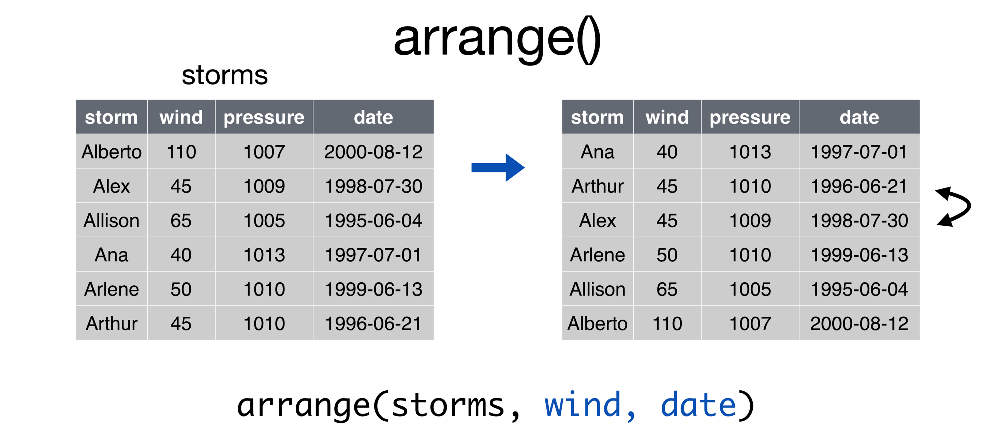 arrange()
storms
storm wind pressure date
Alberto 110 1007 2000-08-12
Alex 45 1009 1998-07-30
Allison 65 1005 1995-06-04
Ana 40 1013 1997-07-01
Arlene 50 1010 1999-06-13
Arthur 45 1010 1996-06-21
storm wind pressure date
Ana 40 1013 1997-07-01
Arthur 45 1010 1996-06-21
Alex 45 1009 1998-07-30
Arlene 50 1010 1999-06-13
Allison 65 1005 1995-06-04
Alberto 110 1007 2000-08-12
arrange(storms, wind, date)